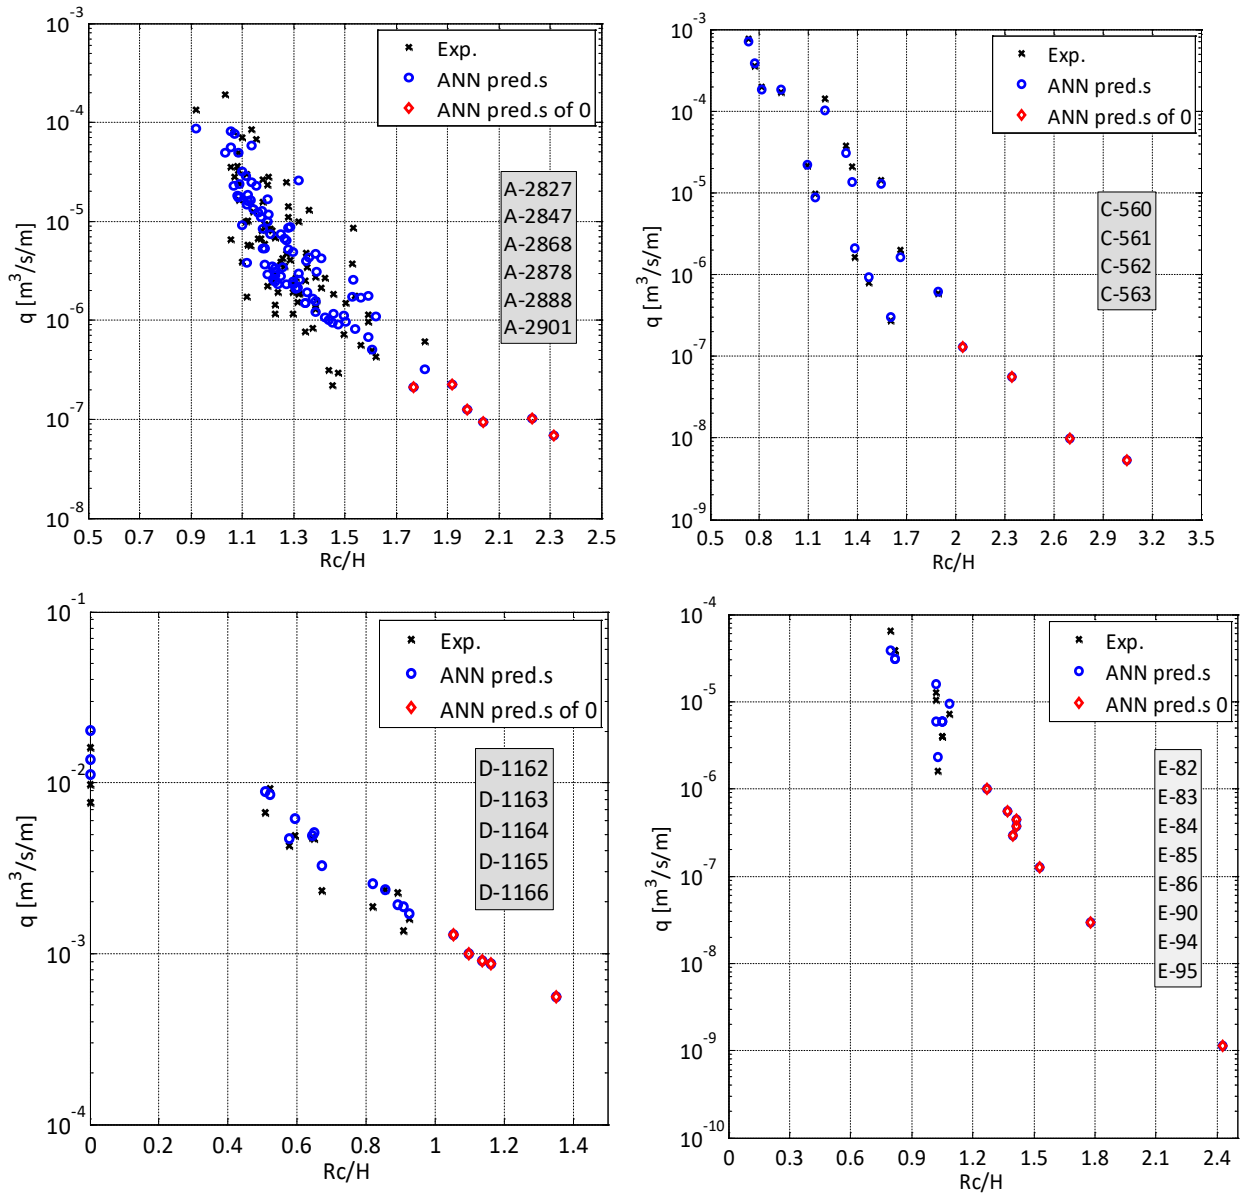 10^-3
10^-4
10^-5
10^-6
10^-7
10^-8
q [m^3/s/m]
0.5 0.7 0.9 1.1 1.3 1.5 1.7 1.9 2.1 2.3 2.5
Rc/H
Exp.
ANN pred.s
ANN pred.s of 0
A-2827
A-2847
A-2868
A-2878
A-2888
A-2901
10^-3
10^-4
10^-5
10^-6
10^-7
10^-8
10^-9
q [m^3/s/m]
0.5 0.8 1.1 1.4 1.7 2 2.3 2.6 2.9 3.2 3.5
Rc/H
Exp.
ANN pred.s
ANN pred.s of 0
C-560
C-561
C-562
C-563
10^-1
10^-2
10^-3
10^-4
q [m^3/s/m]
0 0.2 0.4 0.6 0.8 1 1.2 1.4
Rc/H
Exp.
ANN pred.s
ANN pred.s of 0
D-1162
D-1163
D-1164
D-1165
D-1166
10^-4
10^-5
10^-6
10^-7
10^-8
10^-9
10^-10
q [m^3/s/m]
0 0.3 0.6 0.9 1.2 1.5 1.8 2.1 2.4
Rc/H
Exp.
ANN pred.s
ANN pred.s 0
E-82
E-83
E-84
E-85
E-86
E-90
E-94
E-95